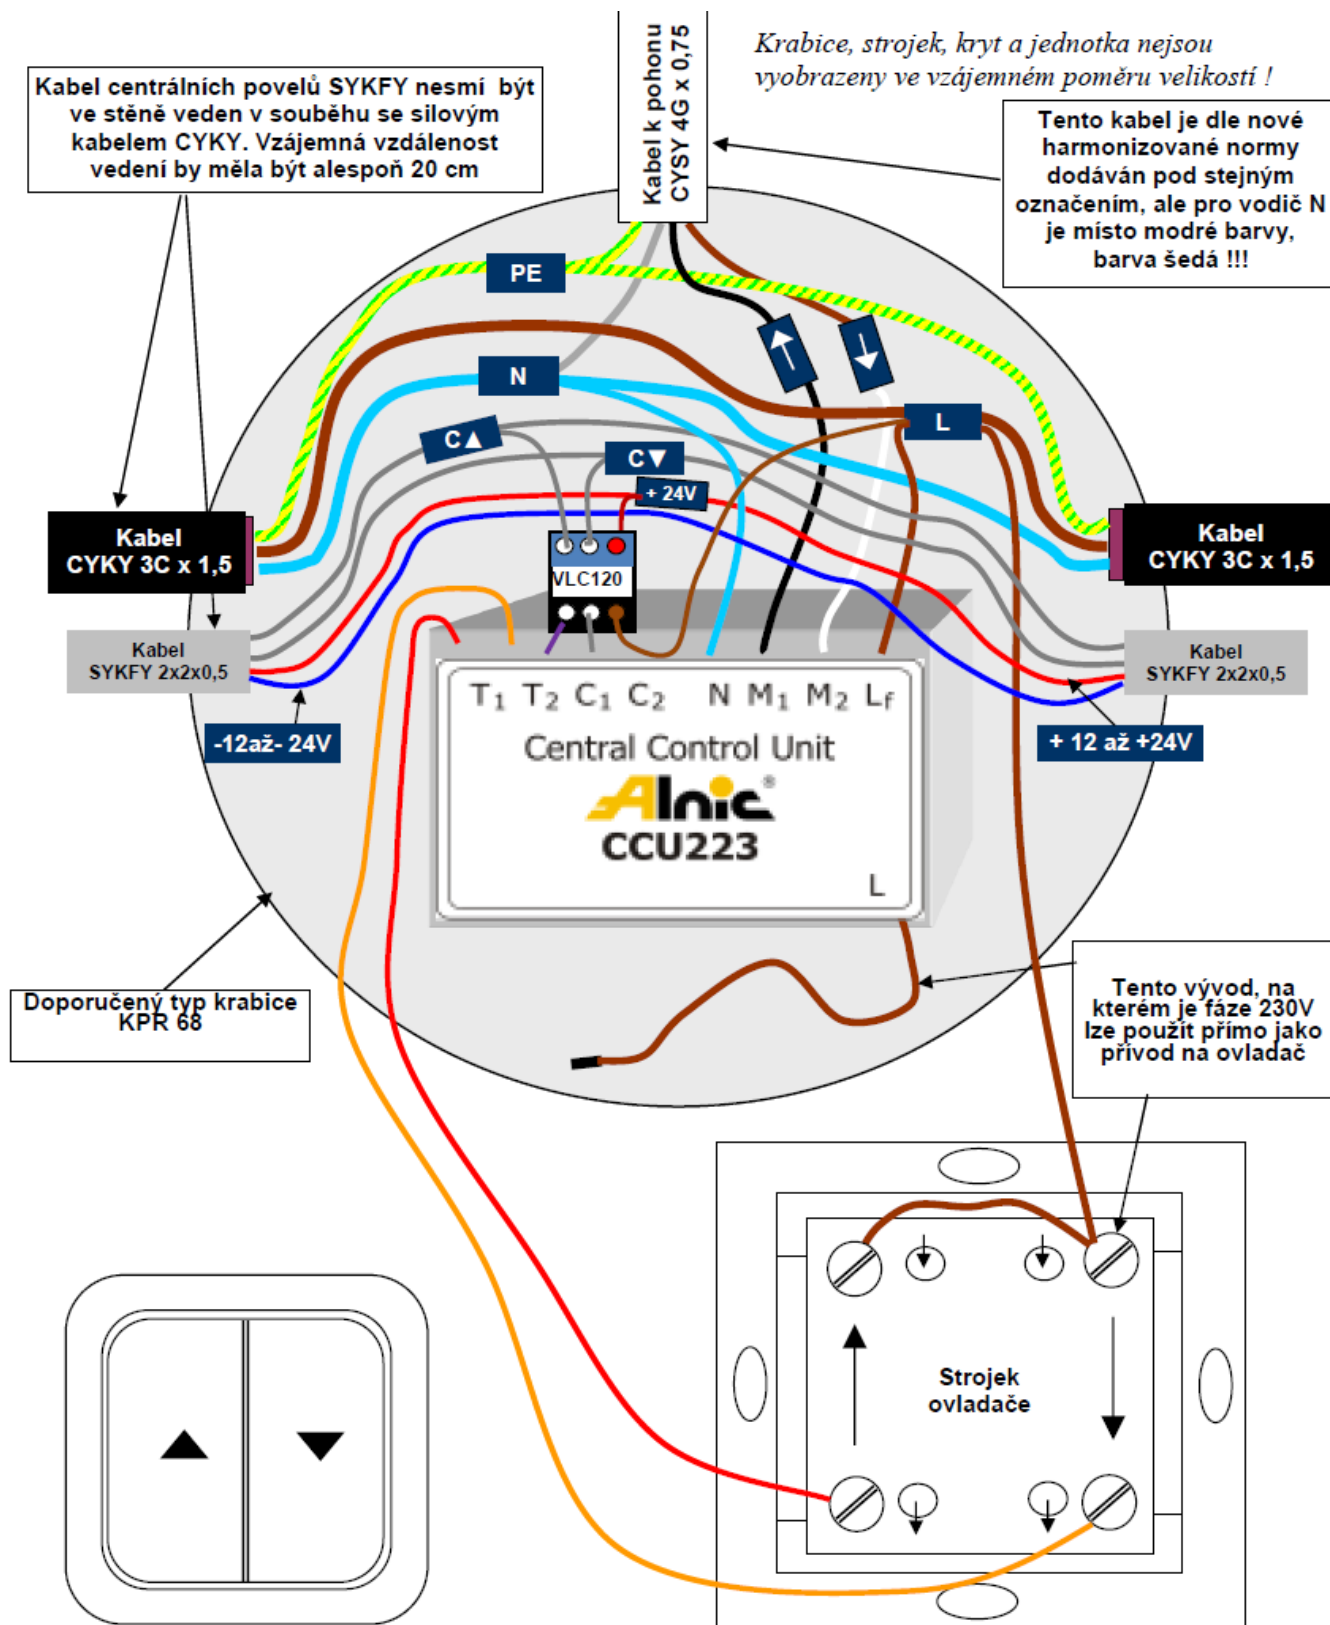 Krabice, strojek, kryt a jednotka nejsou
vyobrazeny ve vzájemném poměru velikostí !
Kabel centrálních povelů SYKFY nesmí být
ve stěně veden v souběhu se silovým
kabelem CYKY. Vzájemná vzdálenost
vedení by měla být alespoň 20 cm
Kabel k pohonu
CYSY 4G x 0,75
Tento kabel je dle nové
harmonizované normy
dodáván pod stejným
označením, ale pro vodič N
je místo modré barvy,
barva šedá !!!
PE
N
L
C▲
C▼
+ 24V
Kabel
CYKY 3C x 1,5
Kabel
CYKY 3C x 1,5
VLC120
Kabel
SYKFY 2x2x0,5
Kabel
SYKFY 2x2x0,5
-12až- 24V
+ 12 až +24V
T1 T2 C1 C2 N M1 M2 Lf
Central Control Unit
Alnic®
CCU223
L
Doporučený typ krabice
KPR 68
Tento vývod, na
kterém je fáze 230V
lze použít přímo jako
přívod na ovladač
Strojek
ovladače